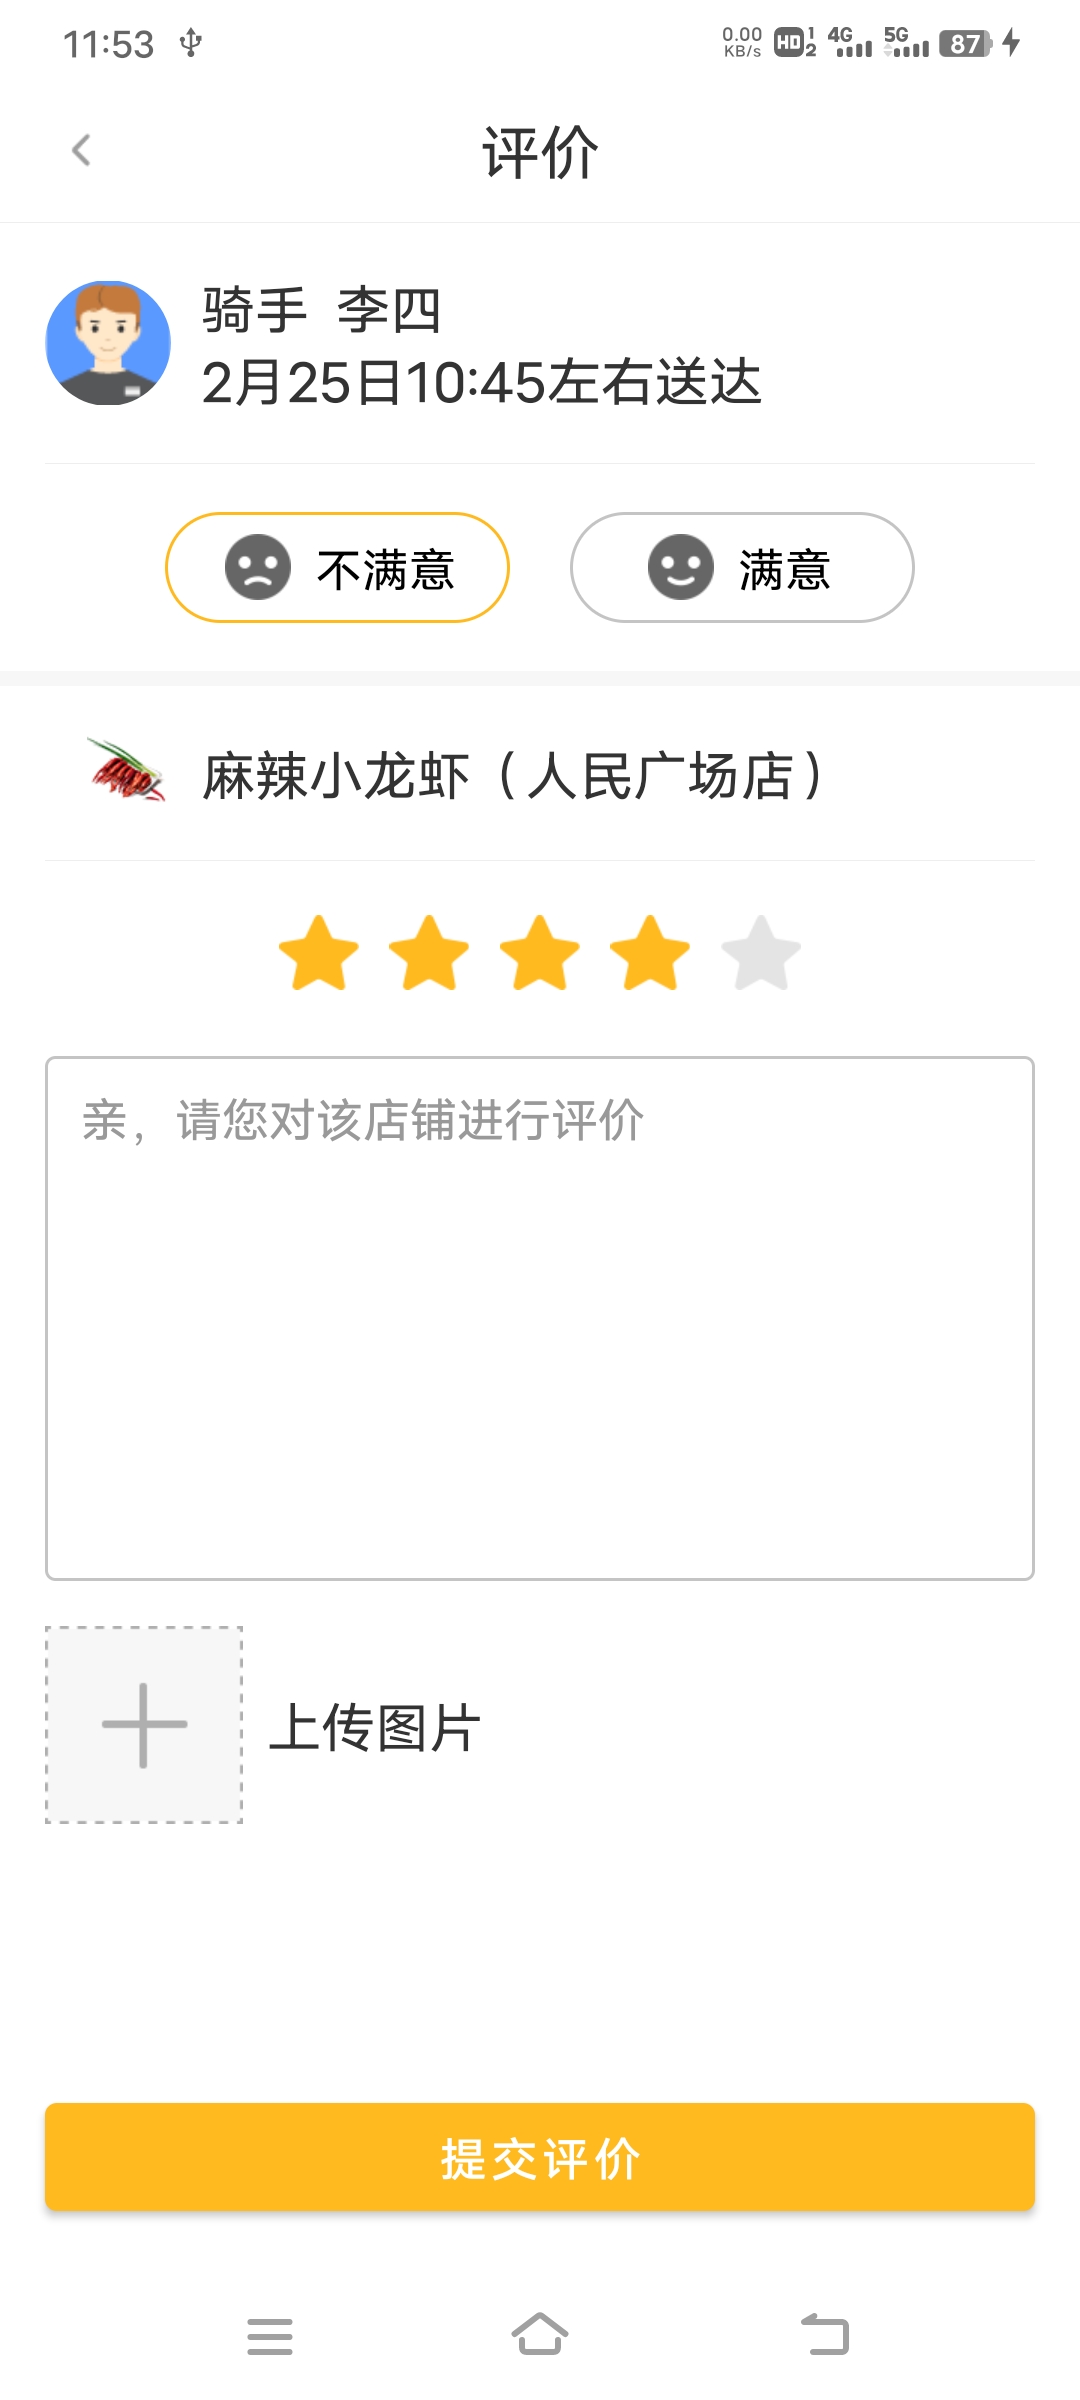 11:53
0.00
KB/s
HD
1
2
4G
5G
87
评价
骑手 李四
2月25日10:45左右送达
不满意
满意
麻辣小龙虾（人民广场店）
亲，请您对该店铺进行评价
上传图片
提交评价